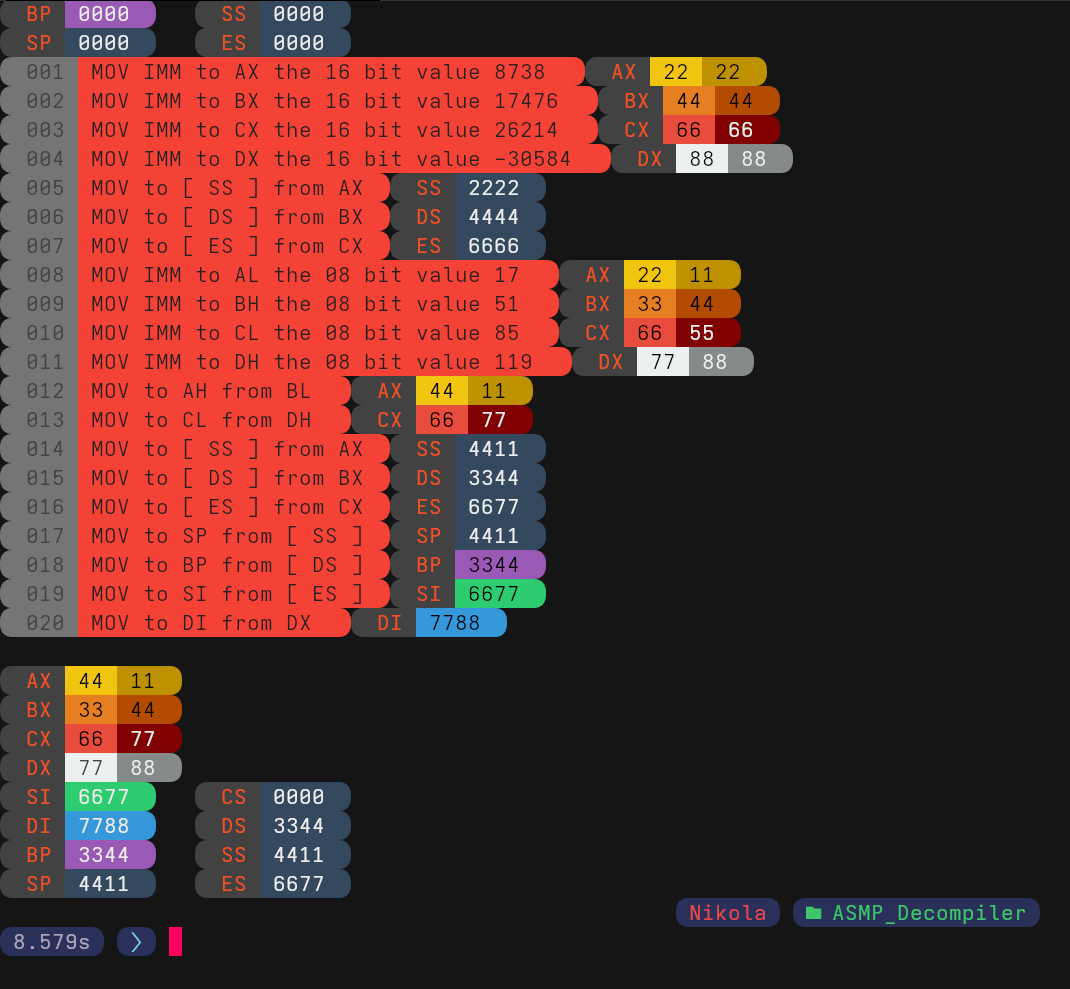 BP 0000 SS 0000
SP 0000 ES 0000
001 MOV IMM to AX the 16 bit value 8738 AX 22 22
002 MOV IMM to BX the 16 bit value 17476 BX 44 44
003 MOV IMM to CX the 16 bit value 26214 CX 66 66
004 MOV IMM to DX the 16 bit value -30584 DX 88 88
005 MOV to [ SS ] from AX SS 2222
006 MOV to [ DS ] from BX DS 4444
007 MOV to [ ES ] from CX ES 6666
008 MOV IMM to AL the 08 bit value 17 AX 22 11
009 MOV IMM to BH the 08 bit value 51 BX 33 44
010 MOV IMM to CL the 08 bit value 85 CX 66 55
011 MOV IMM to DH the 08 bit value 119 DX 77 88
012 MOV to AH from BL AX 44 11
013 MOV to CL from DH CX 66 77
014 MOV to [ SS ] from AX SS 4411
015 MOV to [ DS ] from BX DS 3344
016 MOV to [ ES ] from CX ES 6677
017 MOV to SP from [ SS ] SP 4411
018 MOV to BP from [ DS ] BP 3344
019 MOV to SI from [ ES ] SI 6677
020 MOV to DI from DX DI 7788
AX 44 11
BX 33 44
CX 66 77
DX 77 88
SI 6677 CS 0000
DI 7788 DS 3344
BP 3344 SS 4411
SP 4411 ES 6677
Nikola ASMP_Decompiler
8.579s ❯